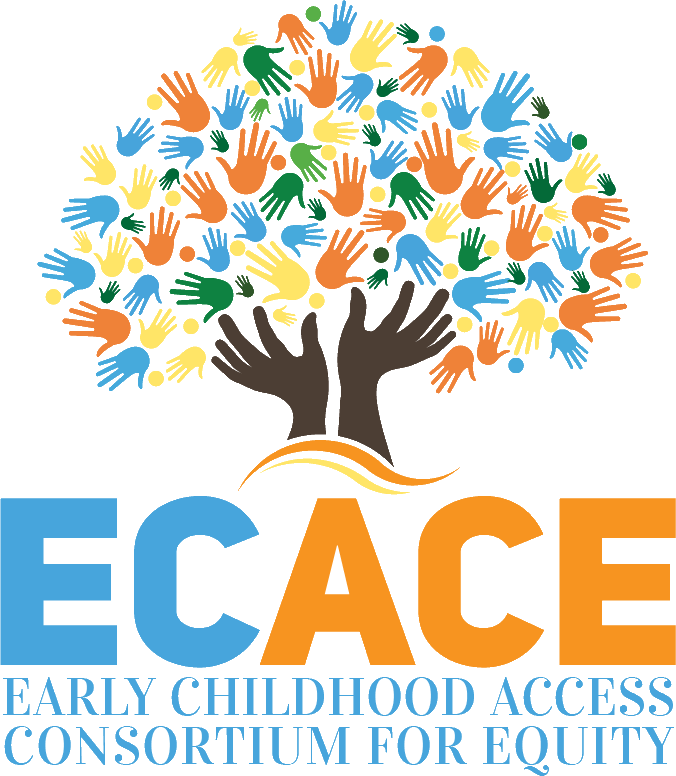 ECACE
EARLY CHILDHOOD ACCESS
CONSORTIUM FOR EQUITY